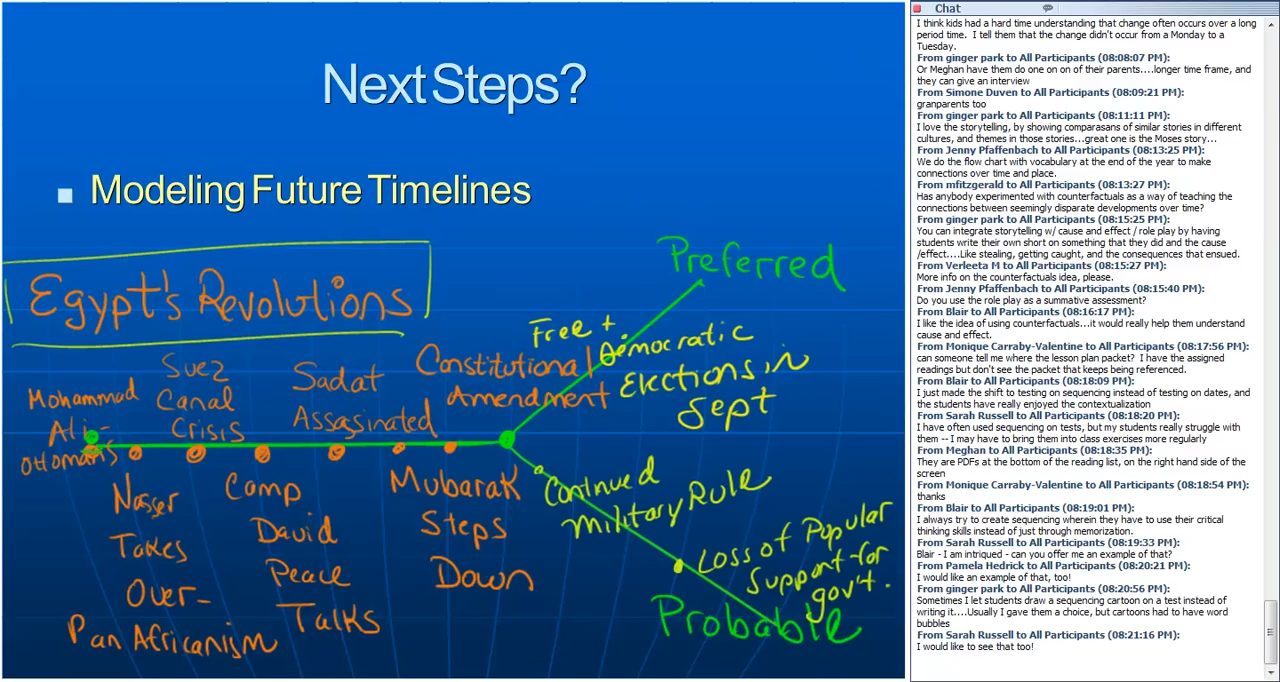 Next Steps?
Modeling Future Timelines
Egypt's Revolutions
Preferred
Free +
Democratic
Elections in
Sept
Mohammad
Ali -
Ottomans
Suez
Canal
Crisis
Sadat
Assasinated
Constitutional
Amendment
Nasser
Takes
Over-
Pan Africanism
Camp
David
Peace
Talks
Mubarak
Steps
Down
Continued
Military Rule
Loss of Popular
Support for
gov't.
Probable
Chat
I think kids had a hard time understanding that change often occurs over a long
period time. I tell them that the change didn't occur from a Monday to a
Tuesday.
From ginger park to All Participants (08:08:07 PM):
Or Meghan have them do one on on of their parents....longer time frame, and
they can give an interview
From Simone Duven to All Participants (08:09:21 PM):
granparents too
From ginger park to All Participants (08:11:11 PM):
I love the storytelling, by showing comparasans of similar stories in different
cultures, and themes in those stories...great one is the Moses story...
From Jenny Pfaffenbach to All Participants (08:13:25 PM):
We do the flow chart with vocabulary at the end of the year to make
connections over time and place.
From mfitzgerald to All Participants (08:13:27 PM):
Has anybody experimented with counterfactuals as a way of teaching the
connections between seemingly disparate developments over time?
From ginger park to All Participants (08:15:25 PM):
You can integrate storytelling w/ cause and effect / role play by having
students write their own short on something that they did and the cause
/effect....Like stealing, getting caught, and the consequences that ensued.
From Verleeta M to All Participants (08:15:27 PM):
More info on the counterfactuals idea, please.
From Jenny Pfaffenbach to All Participants (08:15:40 PM):
Do you use the role play as a summative assessment?
From Blair to All Participants (08:16:17 PM):
I like the idea of using counterfactuals...it would really help them understand
cause and effect.
From Monique Carraby-Valentine to All Participants (08:17:56 PM):
can someone tell me where the lesson plan packet? I have the assigned
readings but don't see the packet that keeps being referenced.
From Blair to All Participants (08:18:09 PM):
I just made the shift to testing on sequencing instead of testing on dates, and
the students have really enjoyed the contextualization
From Sarah Russell to All Participants (08:18:20 PM):
I have often used sequencing on tests, but my students really struggle with
them -- I may have to bring them into class exercises more regularly
From Meghan to All Participants (08:18:35 PM):
They are PDFs at the bottom of the reading list, on the right hand side of the
screen
From Monique Carraby-Valentine to All Participants (08:18:54 PM):
thanks
From Blair to All Participants (08:19:01 PM):
I always try to create sequencing wherein they have to use their critical
thinking skills instead of just through memorization.
From Sarah Russell to All Participants (08:19:33 PM):
Blair - I am intriqued - can you offer me an example of that?
From Pamela Hedrick to All Participants (08:20:21 PM):
I would like an example of that, too!
From ginger park to All Participants (08:20:56 PM):
Sometimes I let students draw a sequencing cartoon on a test instead of
writing it....Usually I gave them a choice, but cartoons had to have word
bubbles
From Sarah Russell to All Participants (08:21:16 PM):
I would like to see that too!